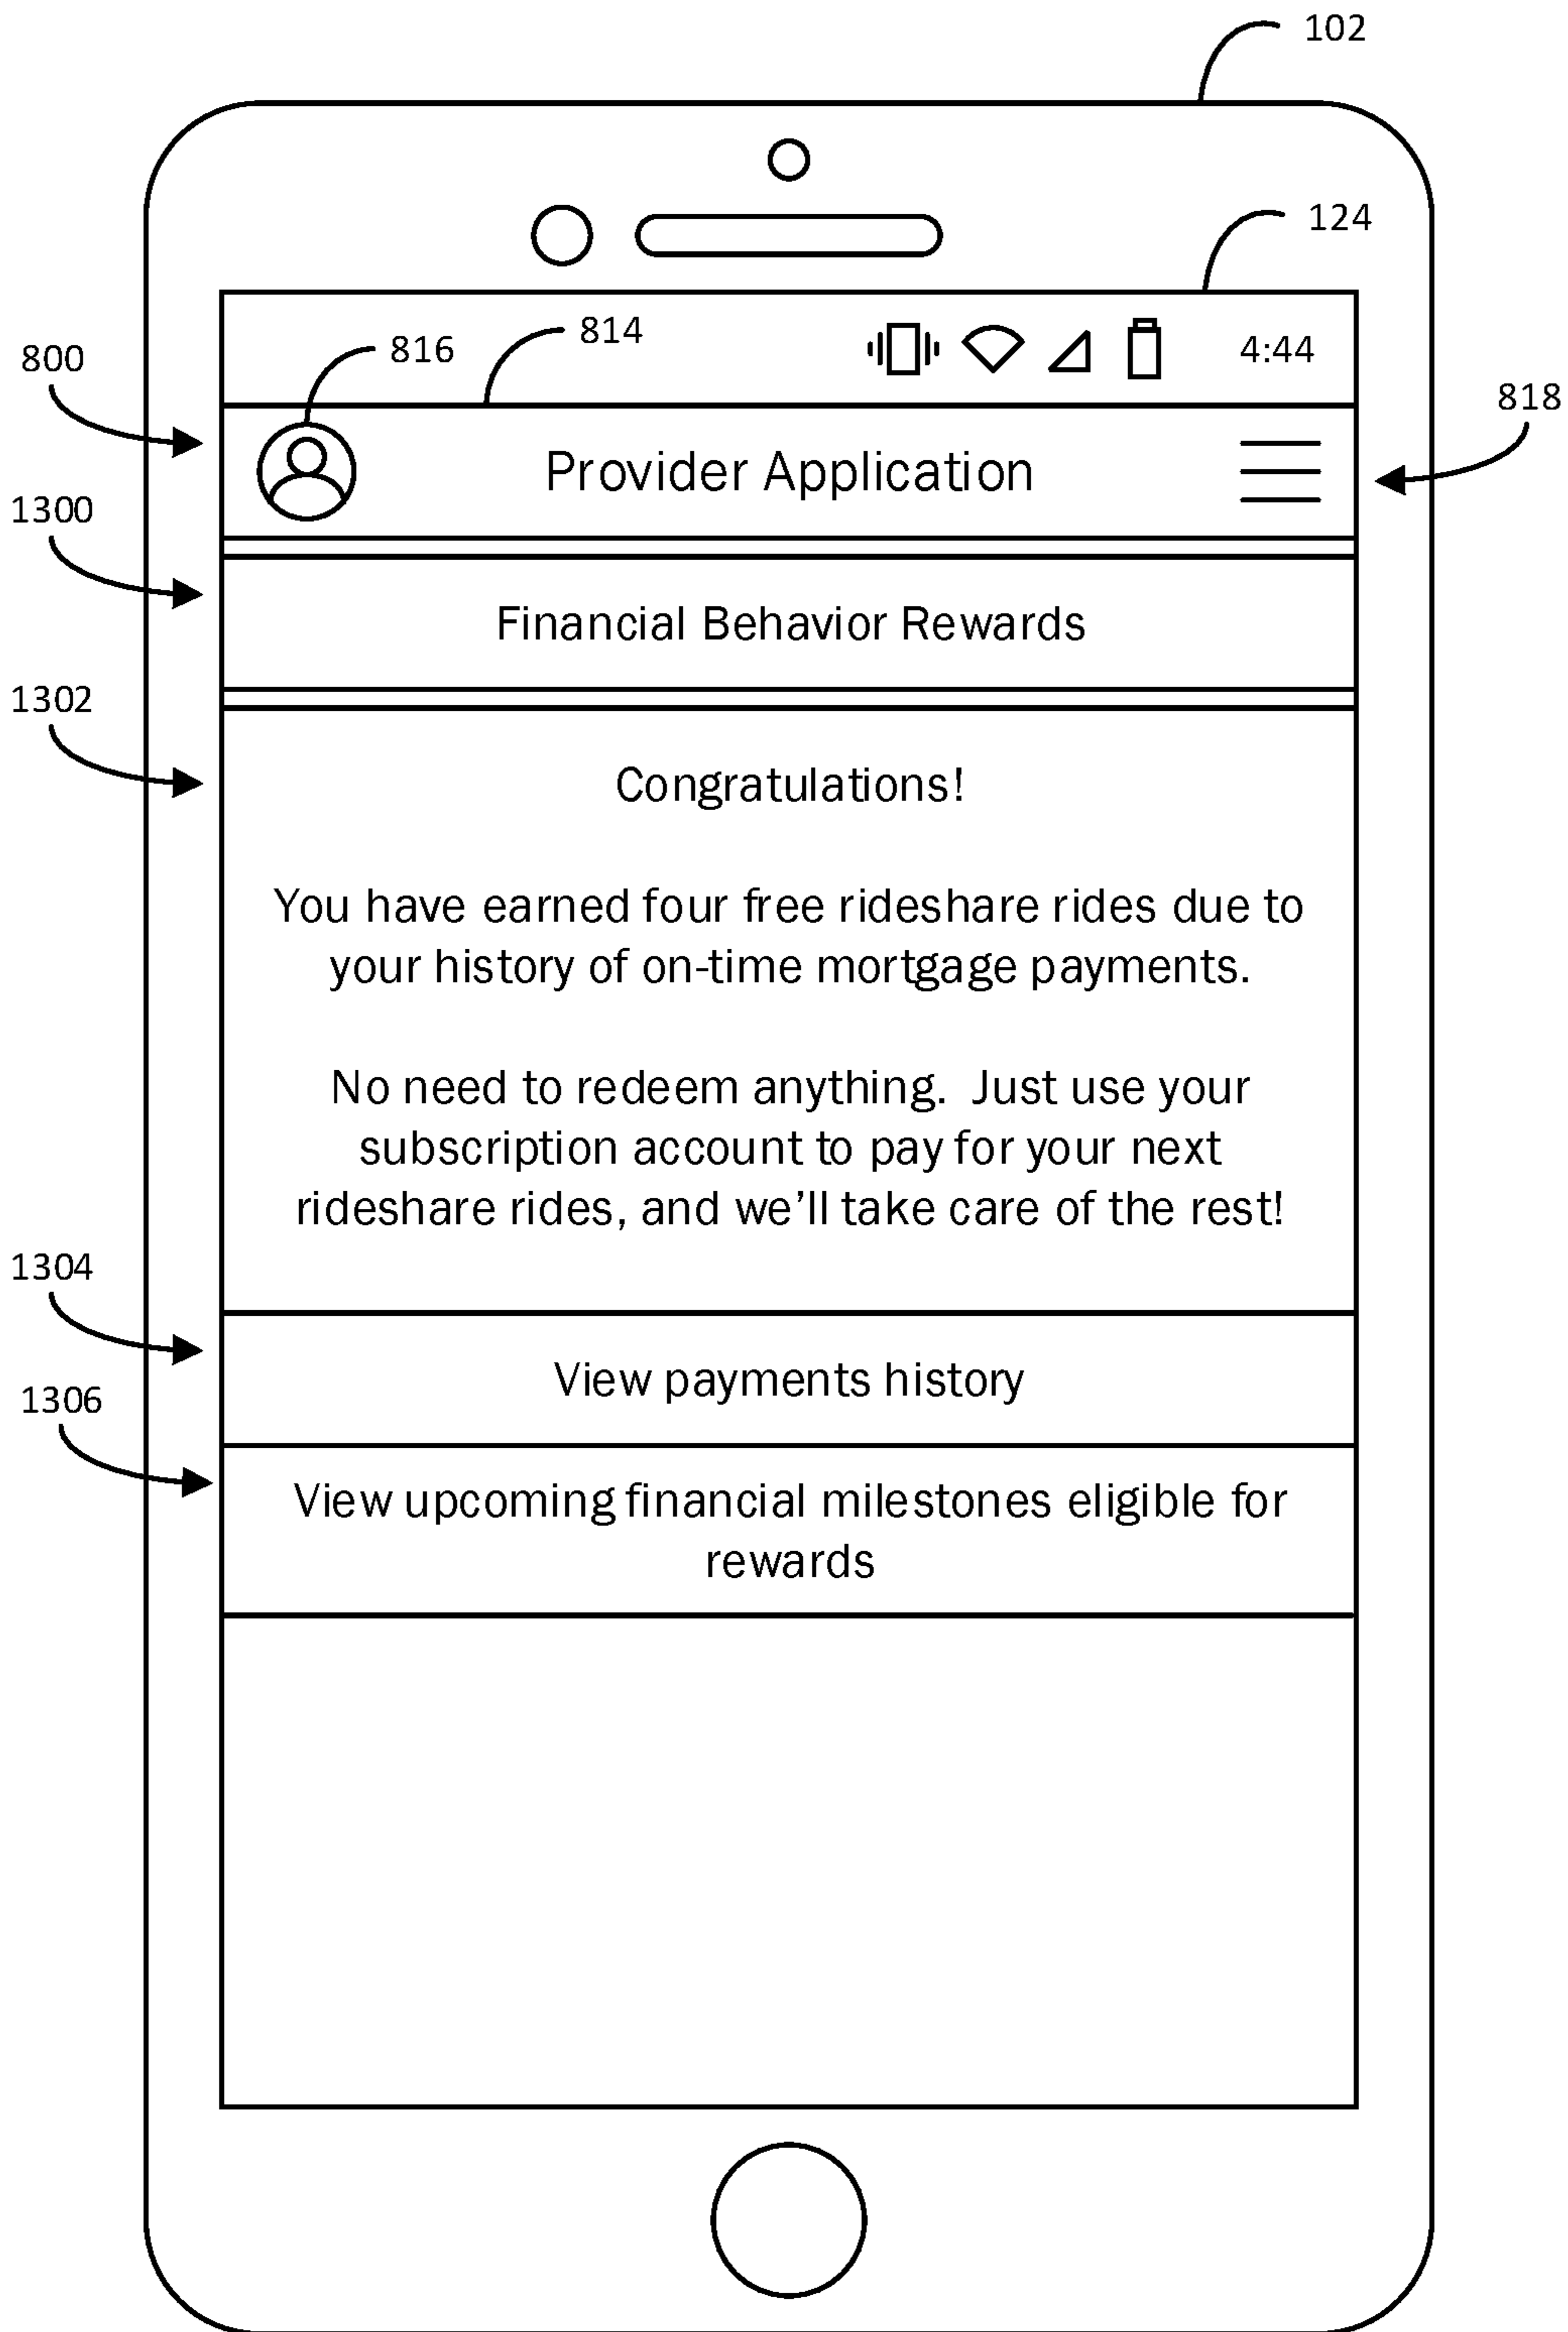 102
124
816
814
4:44
800
818
Provider Application
1300
Financial Behavior Rewards
1302
Congratulations!
You have earned four free rideshare rides due to
your history of on-time mortgage payments.
No need to redeem anything.  Just use your
subscription account to pay for your next
rideshare rides, and we'll take care of the rest!
1304
View payments history
1306
View upcoming financial milestones eligible for
rewards